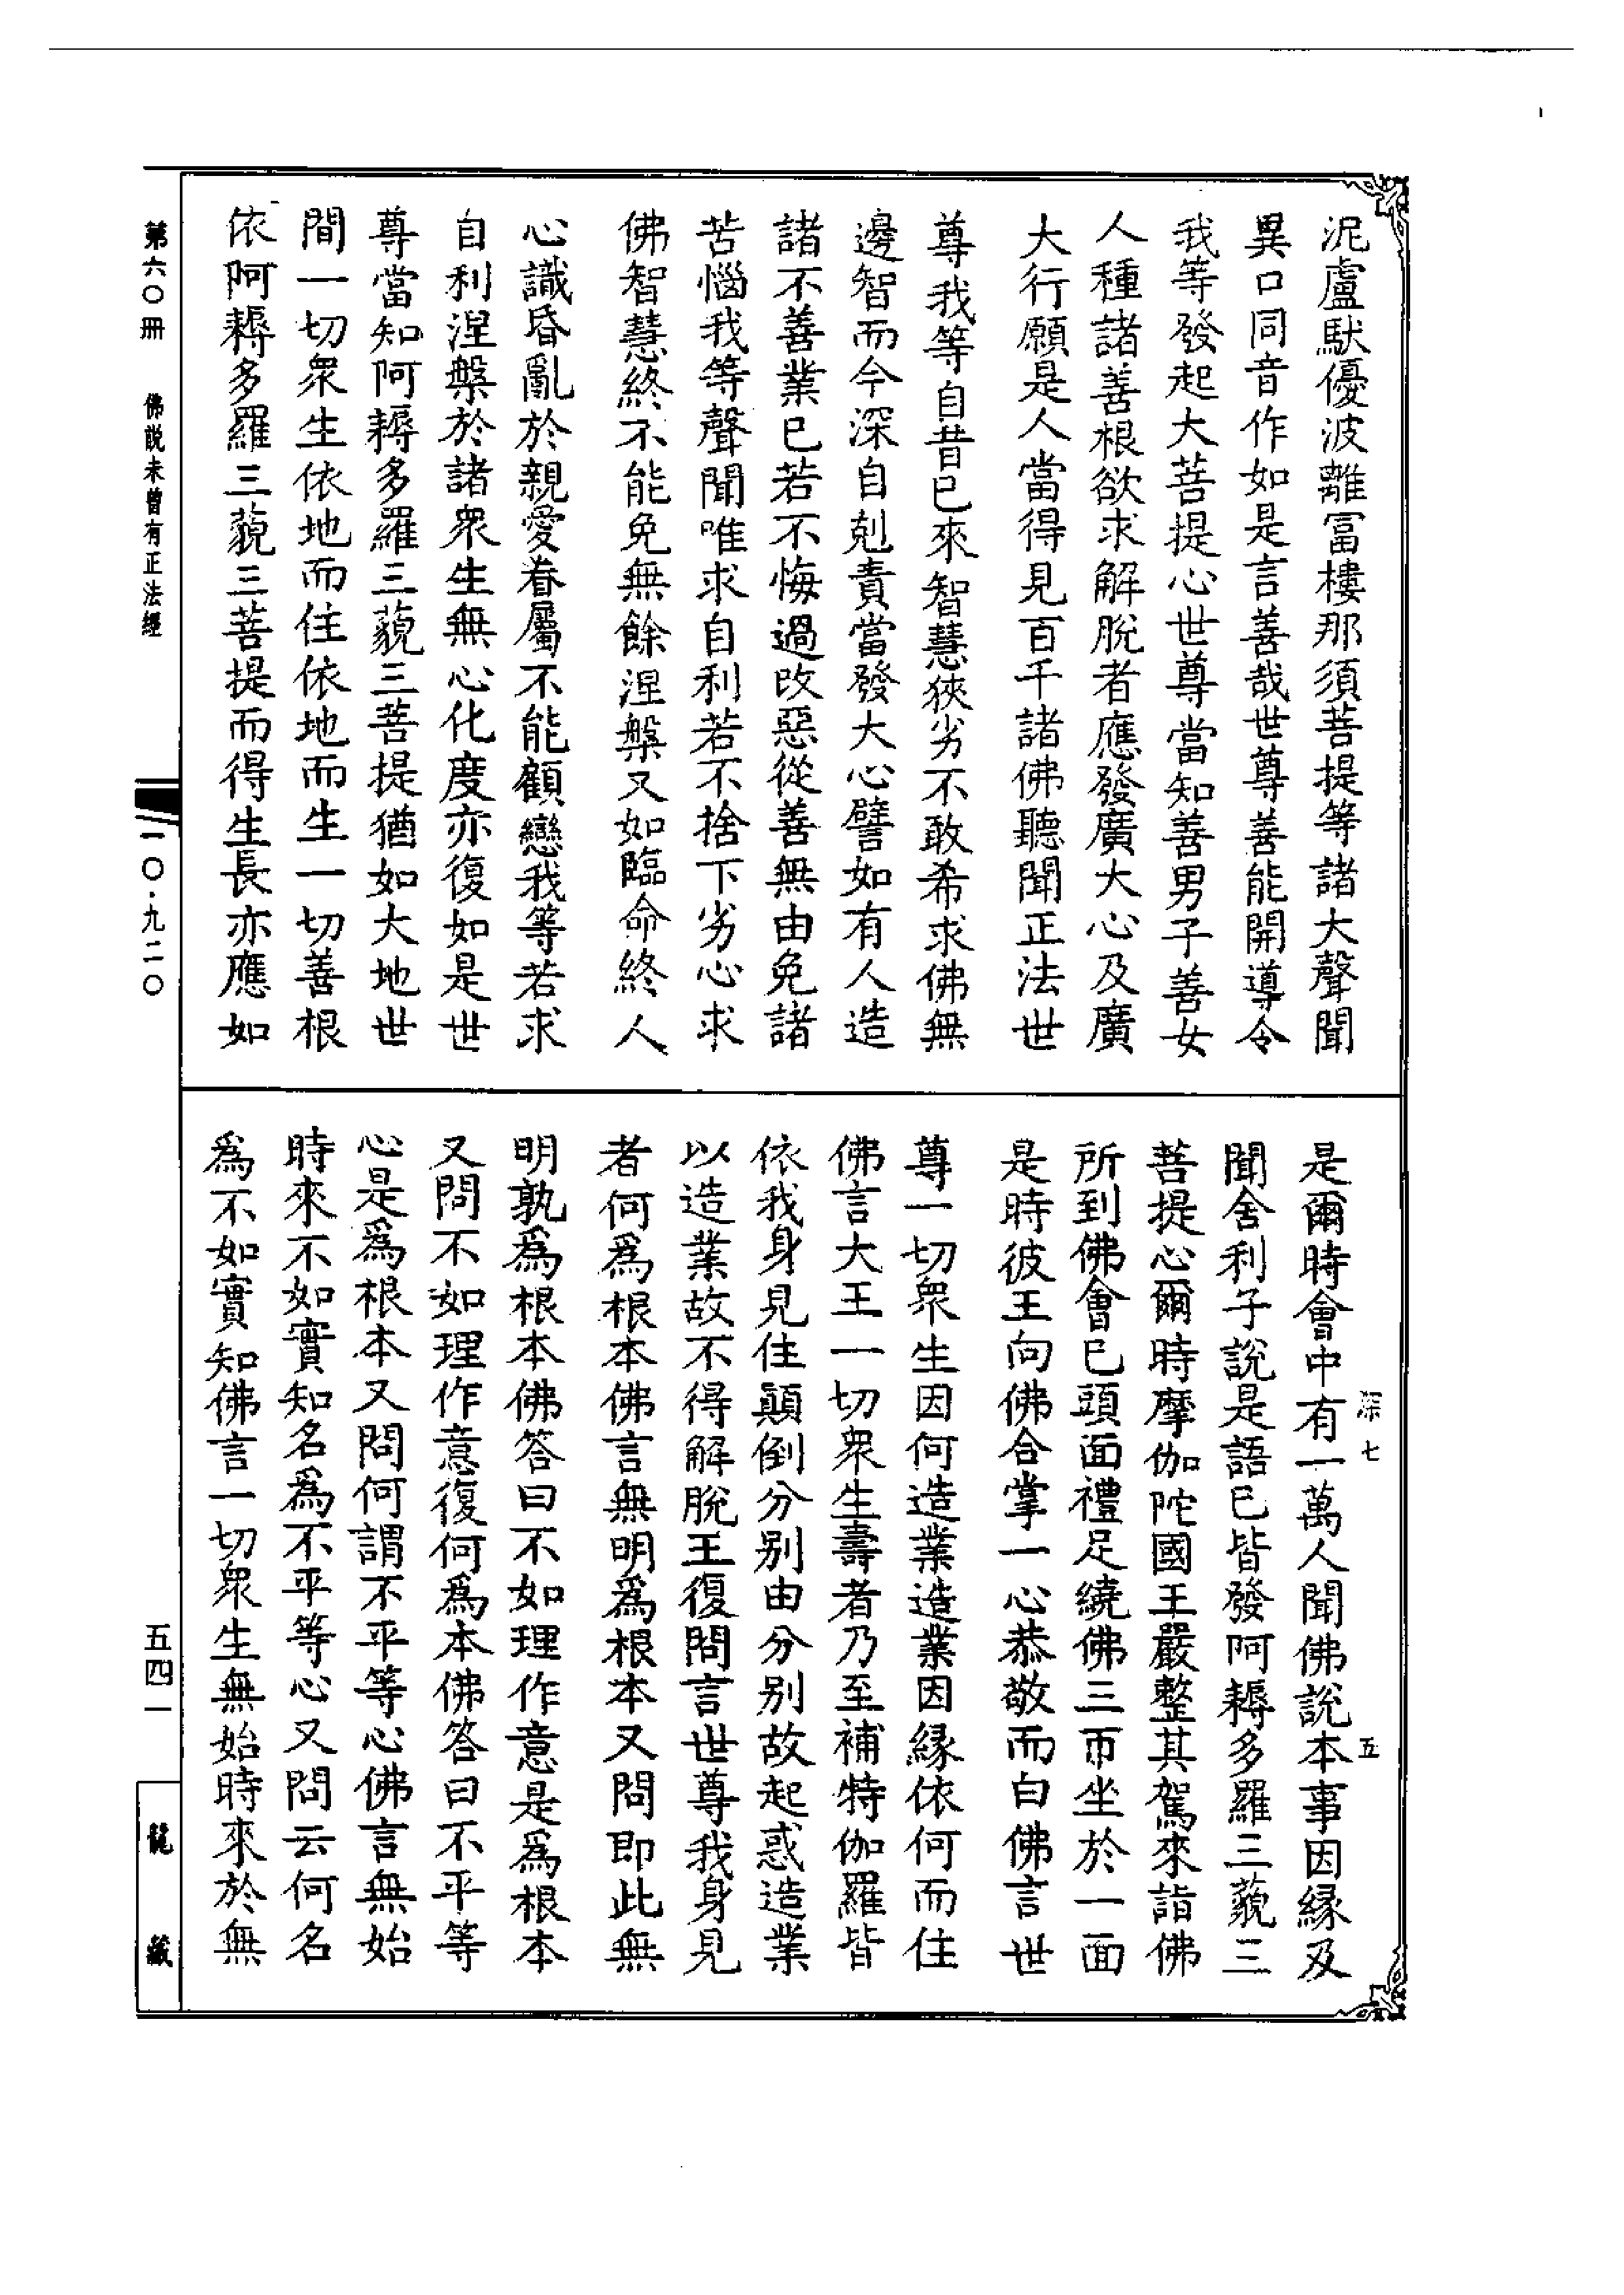 泥盧馱優波離富樓那須菩提等諸大聲聞
異口同音作如是言善哉世尊善能開導令
我等發起大菩提心世尊當知善男子善女
人種諸善根欲求解脫者應發廣大心及廣
大行願是人當得見百千諸佛聽聞正法世
尊我等自昔已來智慧狹劣不敢希求佛無
邊智而今深自剋責當發大心譬如有人造
諸不善業已若不悔過改惡從善無由免諸
苦惱我等聲聞唯求自利若不捨下劣心求
佛智慧終不能免無餘涅槃又如臨命終人
心識昏亂於親愛眷屬不能顧戀我等若求
自利涅槃於諸眾生無心化度亦復如是世
尊當知阿耨多羅三藐三菩提猶如大地世
間一切眾生依地而住依地而生一切善根
依阿耨多羅三藐三菩提而得生長亦應如
是爾時會中有一萬人聞佛說本事因緣及
聞舍利子說是語已皆發阿耨多羅三藐三
菩提心爾時摩伽陀國王嚴整其駕來詣佛
所到佛會已頭面禮足繞佛三帀坐於一面
是時彼王向佛合掌一心恭敬而白佛言世
尊一切眾生因何造業造業因緣依何而住
佛言大王一切眾生壽者乃至補特伽羅皆
依我身見住顛倒分別由分別故起惑造業
以造業故不得解脫王復問言世尊我身見
者何為根本佛言無明為根本又問即此無
明孰為根本佛答曰不如理作意是為根本
又問不如理作意復何為本佛答曰不平等
心是為根本又問何謂不平等心佛言無始
時來不如實知名為不平等心又問云何名
為不如實知佛言一切眾生無始時來於無
深七
五
第六〇冊 佛說未曾有正法經
一〇·九二〇
五四一
龍藏